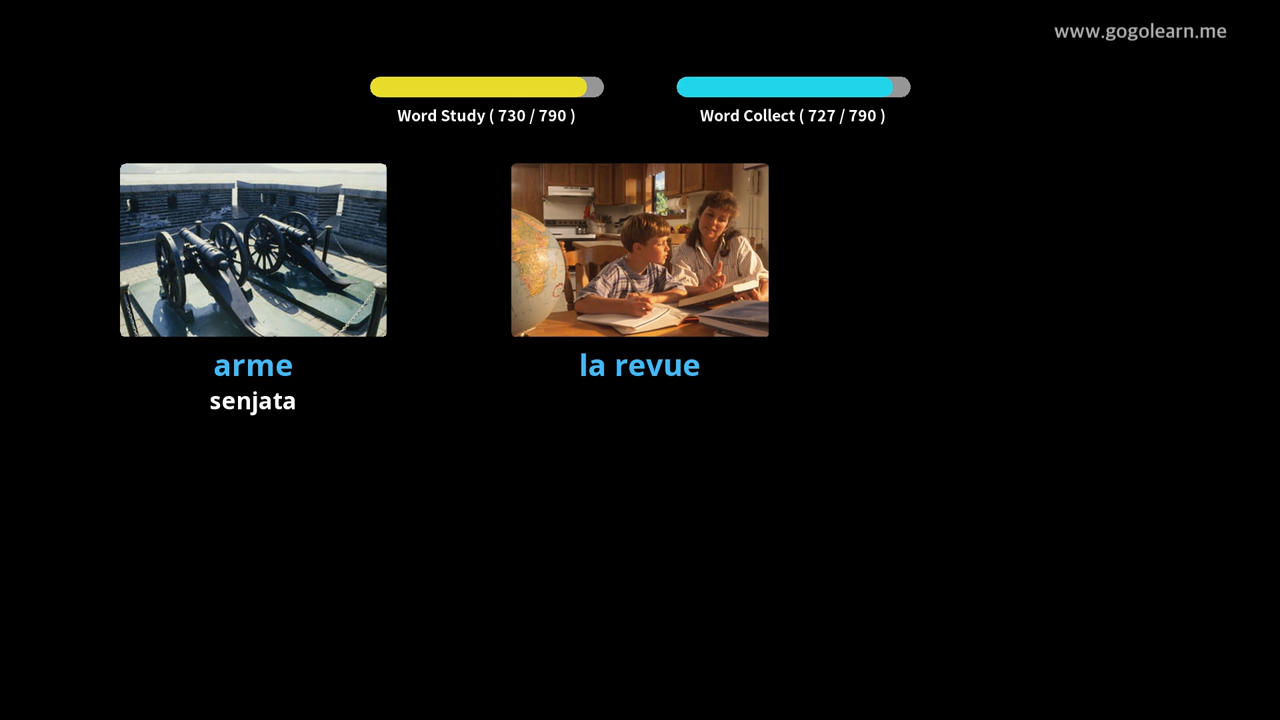 www.gogolearn.me
Word Study ( 730 / 790 )
Word Collect ( 727 / 790 )
arme
senjata
la revue